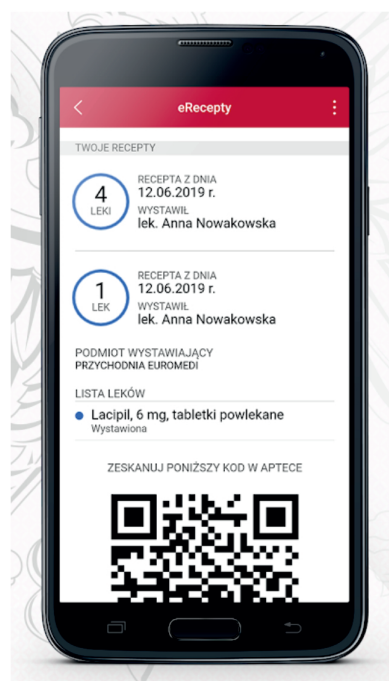 eRecepty
TWOJE RECEPTY
4
LEKI
RECEPTA Z DNIA
12.06.2019 r.
WYSTAWIŁ
lek. Anna Nowakowska
1
LEK
RECEPTA Z DNIA
12.06.2019 r.
WYSTAWIŁ
lek. Anna Nowakowska
PODMIOT WYSTAWIAJĄCY
PRZYCHODNIA EUROMEDI
LISTA LEKÓW
Lacipil, 6 mg, tabletki powlekane
Wystawiona
ZESKANUJ PONIŻSZY KOD W APTECE